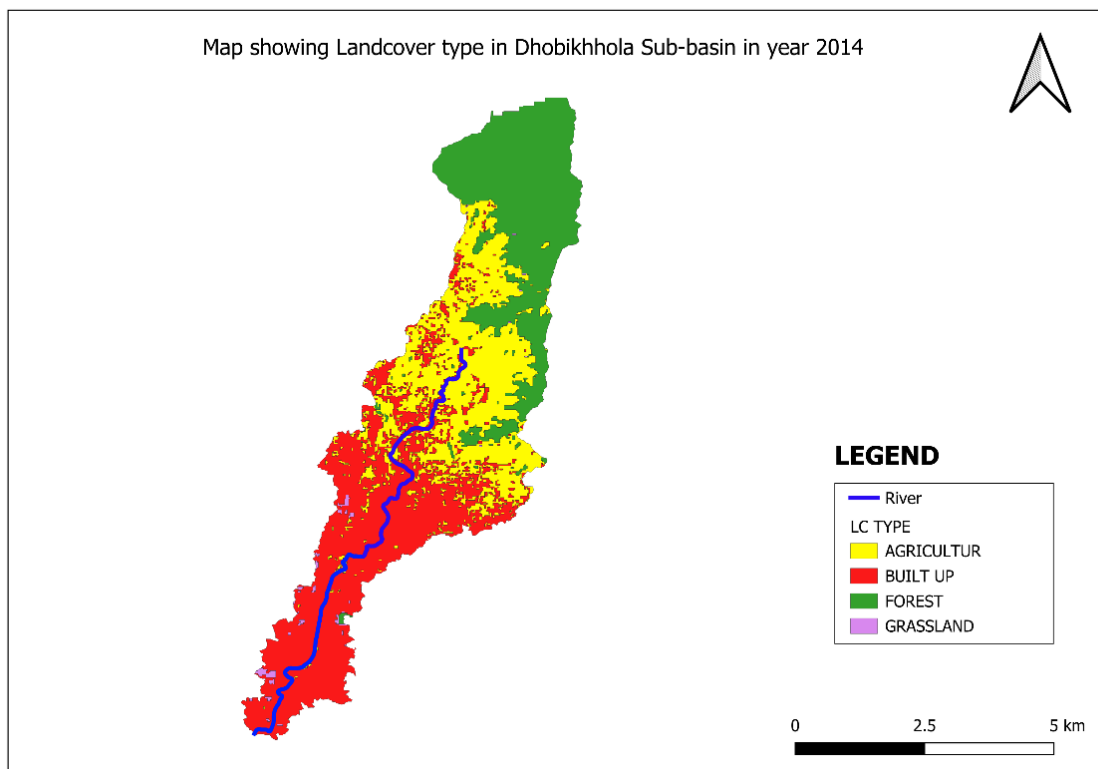 Map showing Landcover type in Dhobikhhola Sub-basin in year 2014
LEGEND
River
LC TYPE
AGRICULTUR
BUILT UP
FOREST
GRASSLAND
0 2.5 5 km